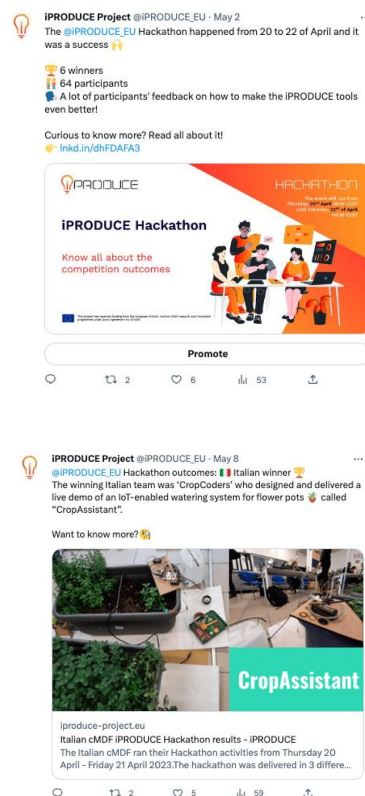 iPRODUCE Project @iPRODUCE_EU · May 2
The @iPRODUCE_EU Hackathon happened from 20 to 22 of April and it
was a success 🙌
🏆 6 winners
👯 64 participants
🗣 A lot of participants' feedback on how to make the iPRODUCE tools
even better!
Curious to know more? Read all about it!
👉 lnkd.in/dhFDAFA3
iPRODUCE
HACKATHON
iPRODUCE Hackathon
Know all about the
competition outcomes
Promote
2 6 53
iPRODUCE Project @iPRODUCE_EU · May 8
@iPRODUCE_EU Hackathon outcomes: 🇮🇹 Italian winner 🏆
The winning Italian team was 'CropCoders' who designed and delivered a
live demo of an IoT-enabled watering system for flower pots 🪴 called
"CropAssistant".
Want to know more? 🧐
CropAssistant
iproduce-project.eu
Italian cMDF iPRODUCE Hackathon results - iPRODUCE
The Italian cMDF ran their Hackathon activities from Thursday 20
April - Friday 21 April 2023.The hackathon was delivered in 3 differe...
2 5 59